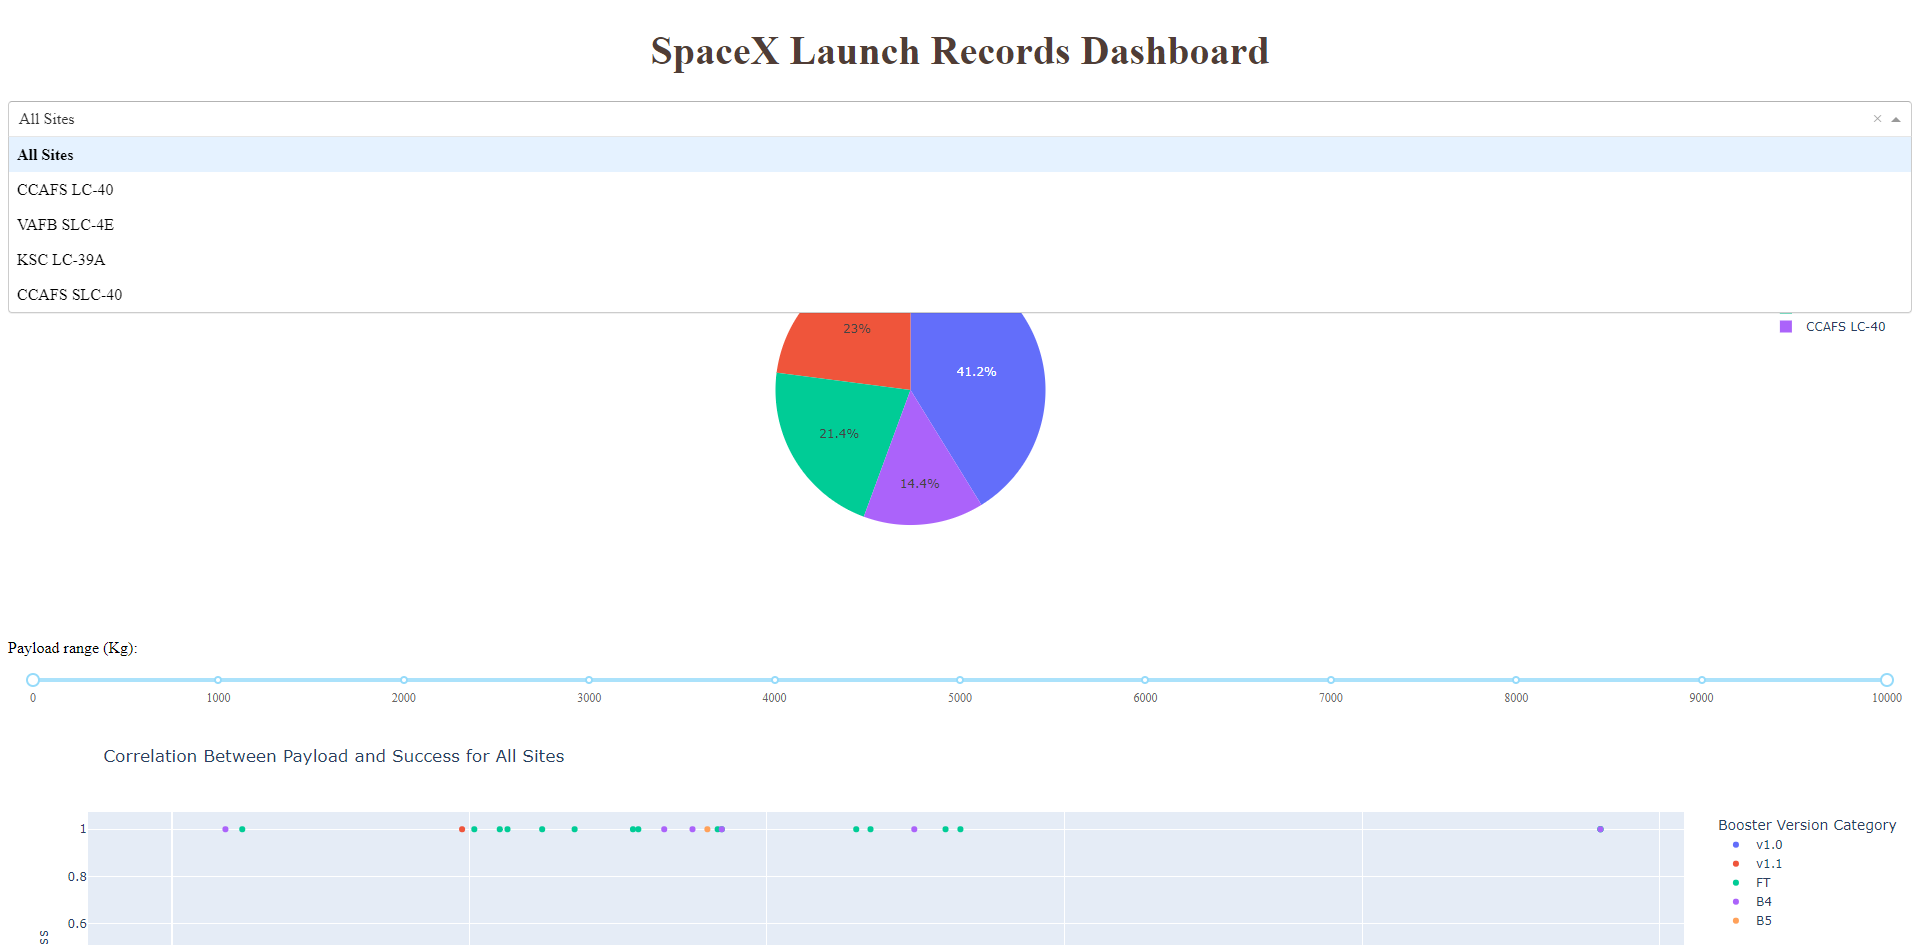 SpaceX Launch Records Dashboard
All Sites
All Sites
CCAFS LC-40
VAFB SLC-4E
KSC LC-39A
CCAFS SLC-40
23%
CCAFS LC-40
41.2%
21.4%
14.4%
Payload range (Kg):
0 1000 2000 3000 4000 5000 6000 7000 8000 9000 10000
Correlation Between Payload and Success for All Sites
1
0.8
0.6
Booster Version Category
v1.0
v1.1
FT
B4
B5